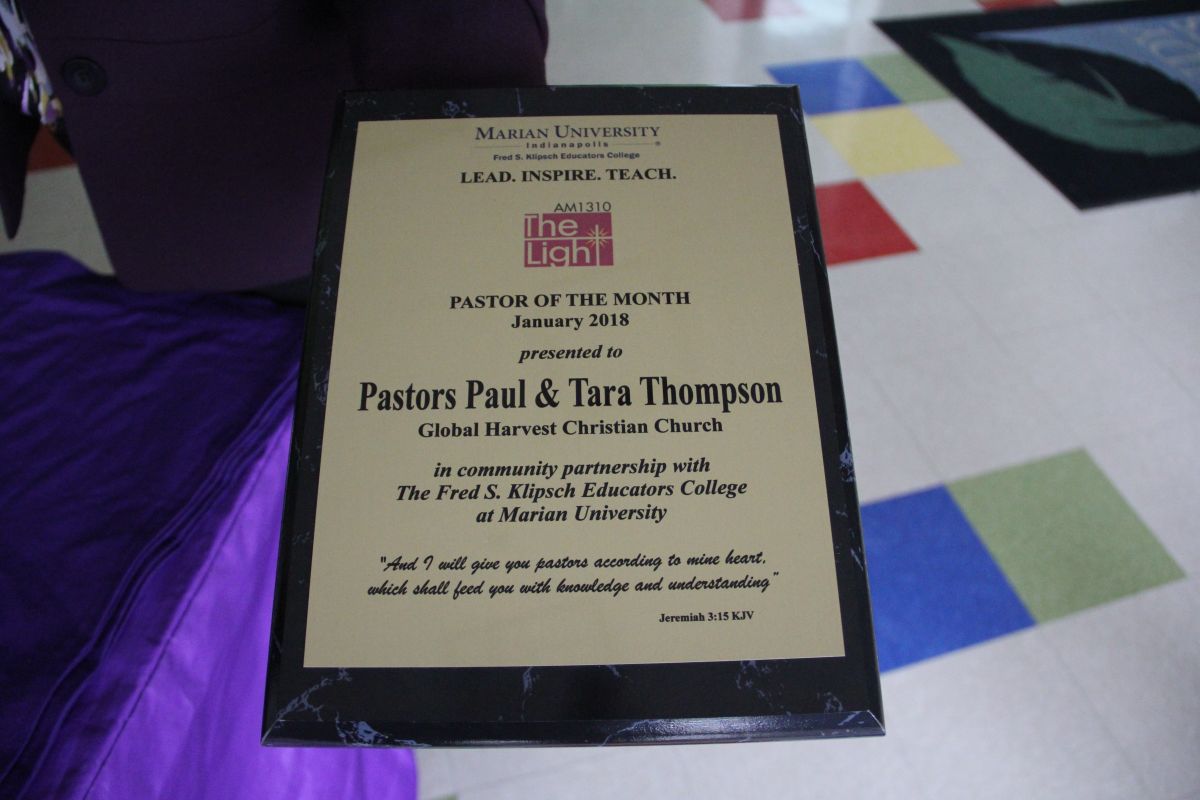 MARIAN UNIVERSITY
Indianapolis ®
Fred S. Klipsch Educators College
LEAD. INSPIRE. TEACH.
AM1310
The
Light
PASTOR OF THE MONTH
January 2018
presented to
Pastors Paul & Tara Thompson
Global Harvest Christian Church
in community partnership with
The Fred S. Klipsch Educators College
at Marian University
"And I will give you pastors according to mine heart,
which shall feed you with knowledge and understanding"
Jeremiah 3:15 KJV